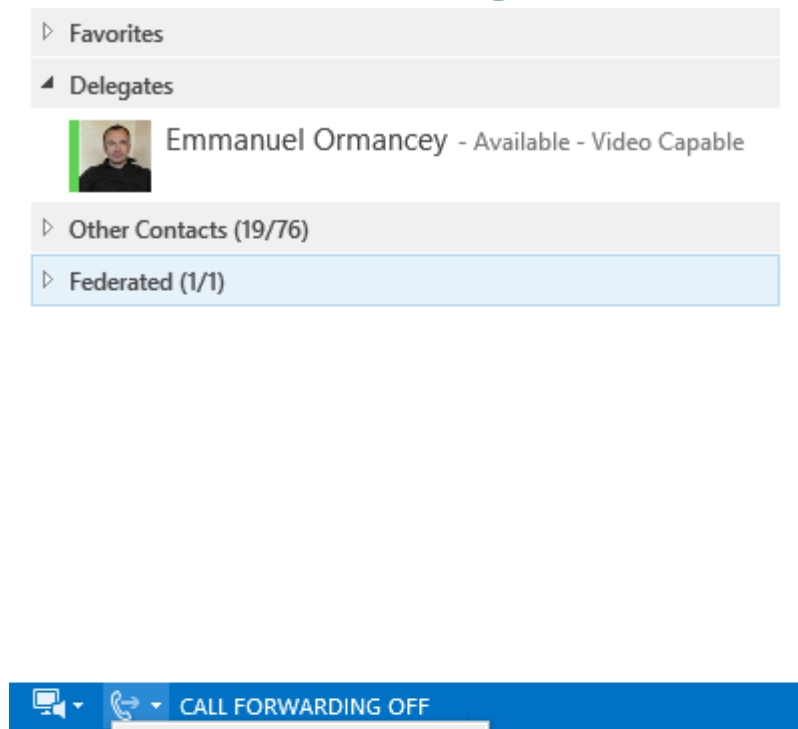 Favorites
Delegates
Emmanuel Ormancey - Available - Video Capable
Other Contacts (19/76)
Federated (1/1)
CALL FORWARDING OFF